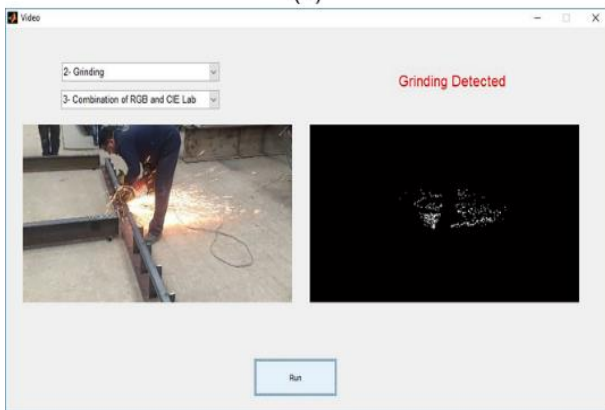 Video
2- Grinding
Grinding Detected
3- Combination of RGB and CIE Lab
Run